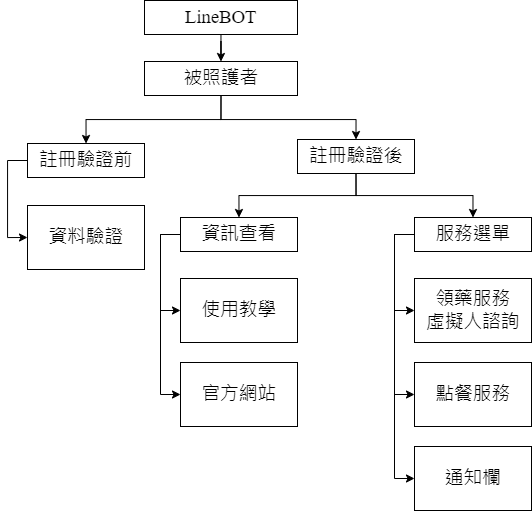 LineBOT
被照護者
註冊驗證前
註冊驗證後
資料驗證
資訊查看
服務選單
使用教學
領藥服務
虛擬人諮詢
官方網站
點餐服務
通知欄